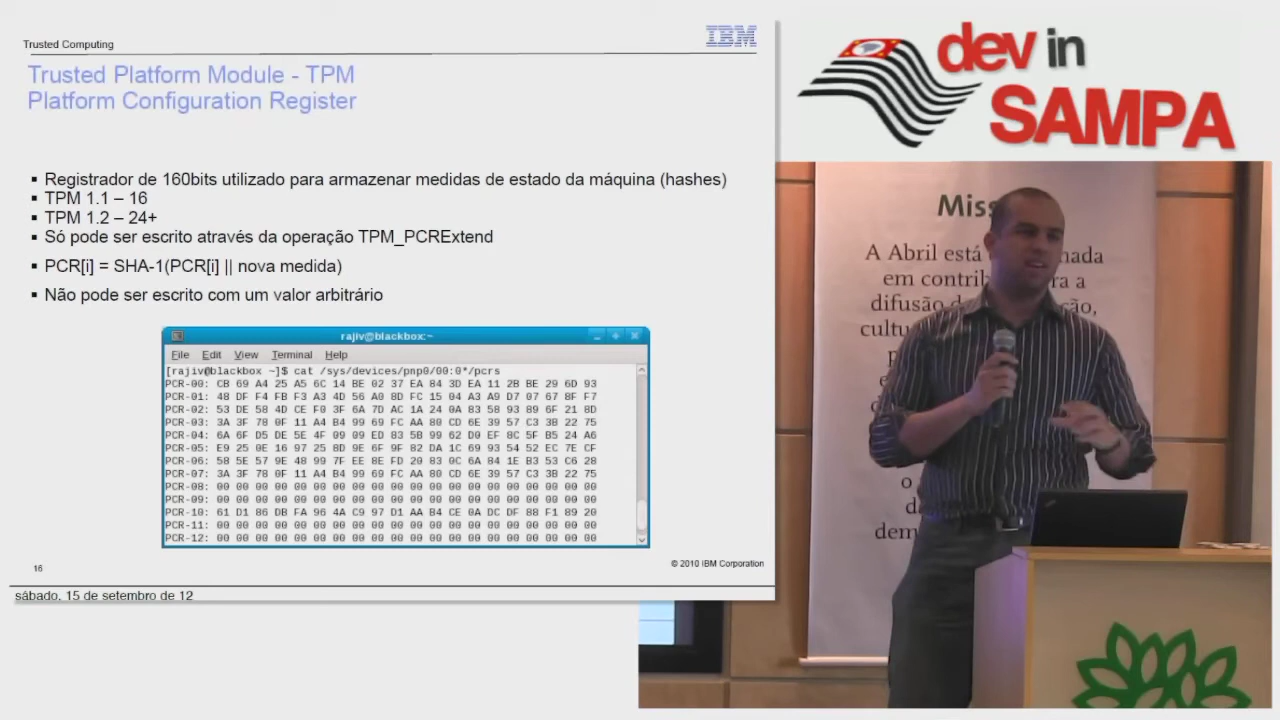 Trusted Computing
IBM
Trusted Platform Module - TPM
Platform Configuration Register
Registrador de 160bits utilizado para armazenar medidas de estado da máquina (hashes)
TPM 1.1 – 16
TPM 1.2 – 24+
Só pode ser escrito através da operação TPM_PCRExtend
PCR[i] = SHA-1(PCR[i] || nova medida)
Não pode ser escrito com um valor arbitrário
rajiv@blackbox:~
File Edit View Terminal Help
[rajiv@blackbox ~]$ cat /sys/devices/pnp0/00:0*/pcrs
PCR-00: CB 69 A4 25 A5 6C 14 BE 02 37 EA 84 3D EA 11 2B BE 29 6D 93
PCR-01: 48 DF F4 FB F3 A3 4D 56 A0 8D FC 15 04 A3 A9 D7 07 68 8F F7
PCR-02: 53 DE 58 4D CE F0 3F 6A 7D AC 1A 24 0A 83 58 93 89 6F 21 8D
PCR-03: 3A 3F 78 0F 11 A4 B4 99 69 FC AA 80 CD 6E 39 57 C3 3B 22 75
PCR-04: 6A 6F D5 DE 5E 4F 09 09 ED 83 5B 99 62 D0 EF 8C 5F B5 24 A6
PCR-05: E9 25 0E 16 97 25 8D 9E 6F 9F 82 DA 1C 69 93 54 52 EC 7E CF
PCR-06: 58 5E 57 9E 48 99 7F EE 8E FD 20 83 0C 6A 84 1E B3 53 C6 28
PCR-07: 3A 3F 78 0F 11 A4 B4 99 69 FC AA 80 CD 6E 39 57 C3 3B 22 75
PCR-08: 00 00 00 00 00 00 00 00 00 00 00 00 00 00 00 00 00 00 00 00
PCR-09: 00 00 00 00 00 00 00 00 00 00 00 00 00 00 00 00 00 00 00 00
PCR-10: 61 D1 86 DB FA 96 4A C9 97 D1 AA B4 CE 0A DC DF 88 F1 89 20
PCR-11: 00 00 00 00 00 00 00 00 00 00 00 00 00 00 00 00 00 00 00 00
PCR-12: 00 00 00 00 00 00 00 00 00 00 00 00 00 00 00 00 00 00 00 00
16
© 2010 IBM Corporation
sábado, 15 de setembro de 12
dev in
SAMPA
Miss
A Abril está
em contrib
ra a
difusão d
ção,
cultu